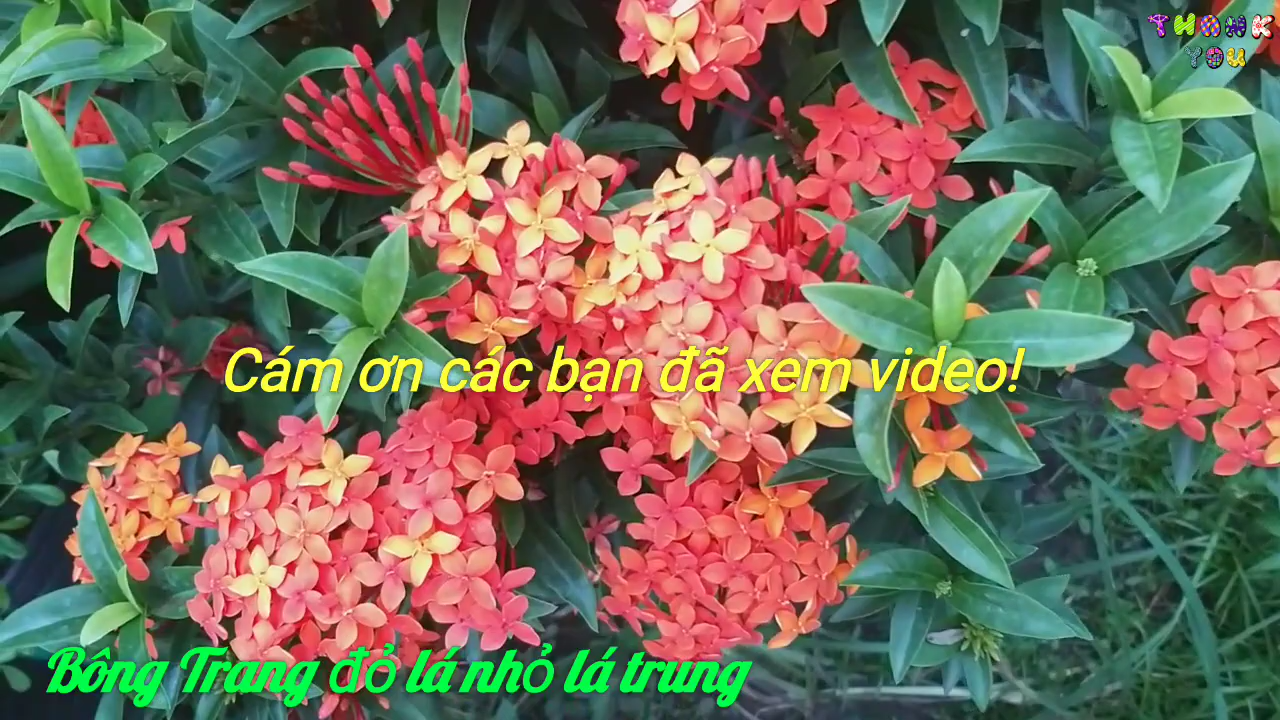 THANK
YOU
Cám ơn các bạn đã xem video!
Bông Trang đỏ lá nhỏ lá trung